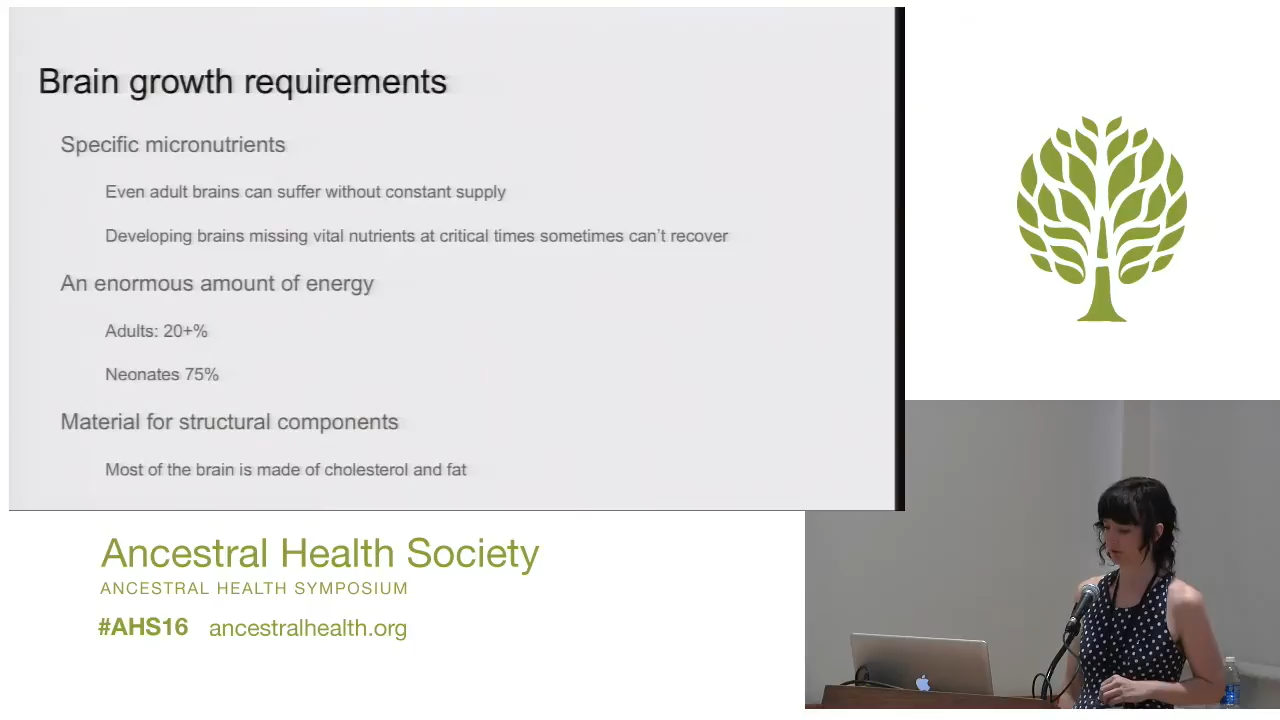 Brain growth requirements
Specific micronutrients
Even adult brains can suffer without constant supply
Developing brains missing vital nutrients at critical times sometimes can't recover
An enormous amount of energy
Adults: 20+%
Neonates 75%
Material for structural components
Most of the brain is made of cholesterol and fat
Ancestral Health Society
ANCESTRAL HEALTH SYMPOSIUM
#AHS16 ancestralhealth.org